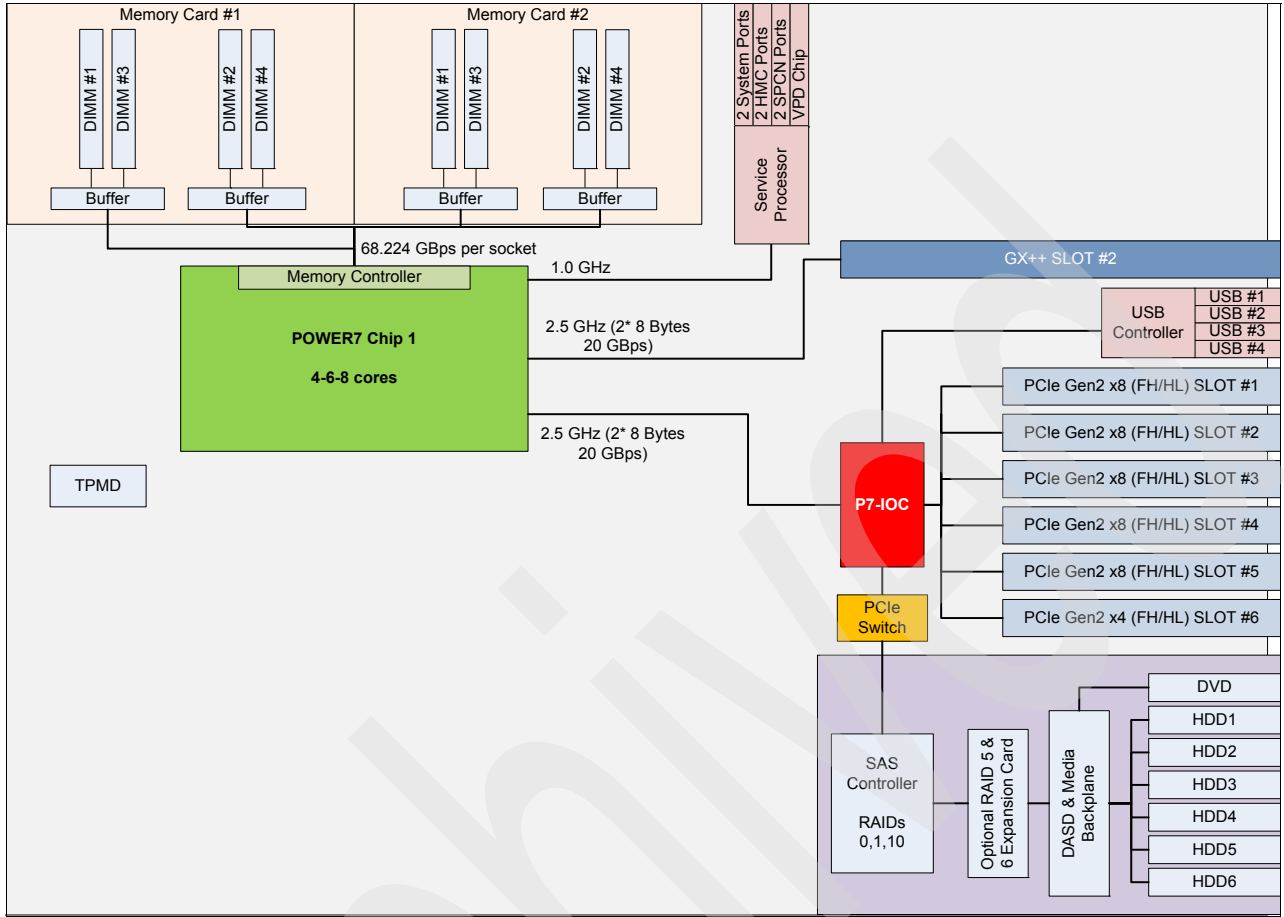 Memory Card #1
Memory Card #2
DIMM #1
DIMM #3
DIMM #2
DIMM #4
DIMM #1
DIMM #3
DIMM #2
DIMM #4
Buffer
Buffer
Buffer
Buffer
2 System Ports
2 HMC Ports
2 SPCN Ports
VPD Chip
Service
Processor
68.224 GBps per socket
1.0 GHz
Memory Controller
POWER7 Chip 1
4-6-8 cores
2.5 GHz (2* 8 Bytes
20 GBps)
2.5 GHz (2* 8 Bytes
20 GBps)
TPMD
GX++ SLOT #2
USB
Controller
USB #1
USB #2
USB #3
USB #4
PCIe Gen2 x8 (FH/HL) SLOT #1
PCIe Gen2 x8 (FH/HL) SLOT #2
PCIe Gen2 x8 (FH/HL) SLOT #3
PCIe Gen2 x8 (FH/HL) SLOT #4
PCIe Gen2 x8 (FH/HL) SLOT #5
PCIe Gen2 x4 (FH/HL) SLOT #6
P7-IOC
PCIe
Switch
SAS
Controller
RAIDs
0,1,10
Optional RAID 5 &
6 Expansion Card
DASD & Media
Backplane
DVD
HDD1
HDD2
HDD3
HDD4
HDD5
HDD6